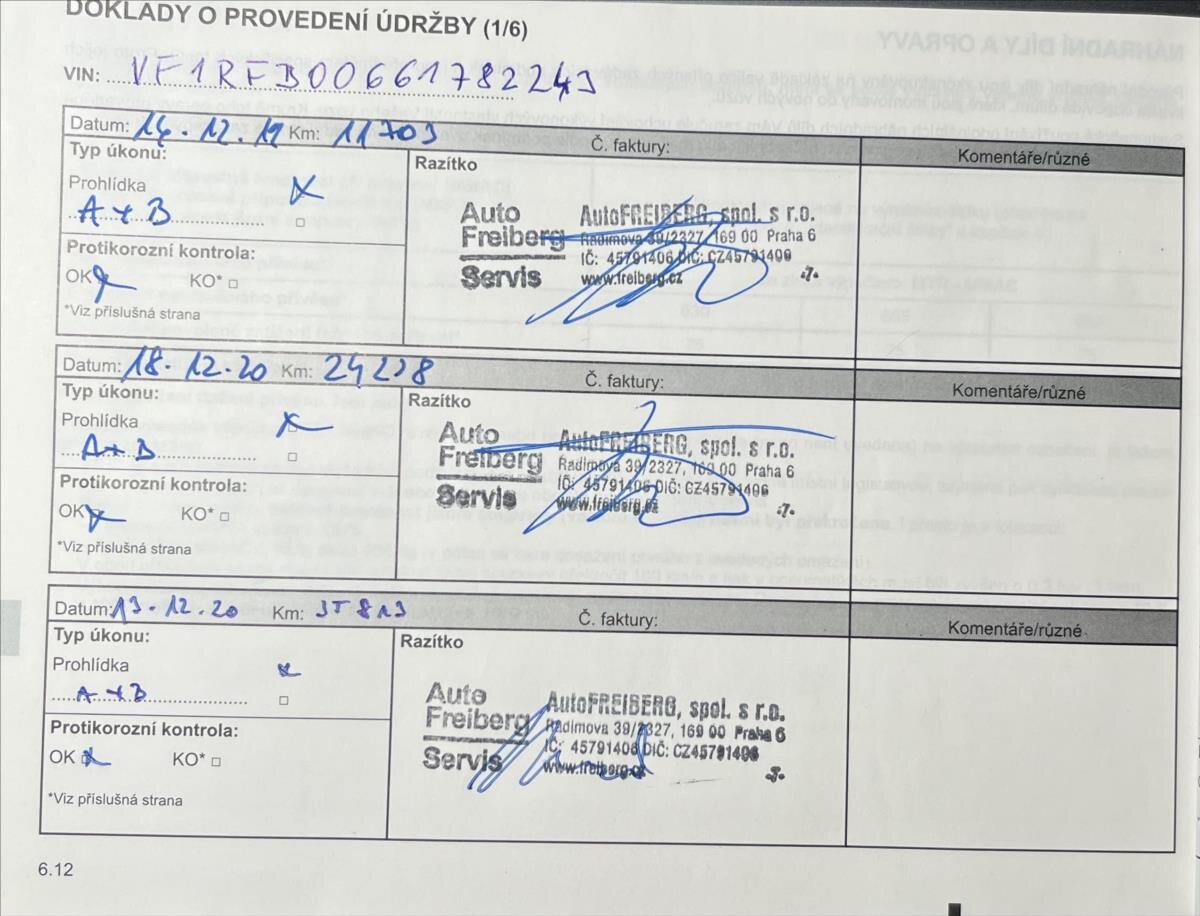 DOKLADY O PROVEDENÍ ÚDRŽBY (1/6)
VIN: VF1RFB00661782243
Datum: 14.12.19 Km: 11703 Č. faktury: Komentáře/různé
Typ úkonu: Razítko
Prohlídka
A+B
Protikorozní kontrola:
OK KO*
*Viz příslušná strana
Auto Freiberg Servis
AutoFREIBERG, spol. s r.o.
Radimova 39/2327, 169 00 Praha 6
IČ: 45791406 DIČ: CZ45791406
www.freiberg.cz
-7-
Datum: 18.12.20 Km: 24228 Č. faktury: Komentáře/různé
Typ úkonu: Razítko
Prohlídka
A+B
Protikorozní kontrola:
OK KO*
*Viz příslušná strana
Auto Freiberg Servis
AutoFREIBERG, spol. s r.o.
Radimova 39/2327, 169 00 Praha 6
IČ: 45791406 DIČ: CZ45791406
www.freiberg.cz
-7-
Datum: 13.12.20 Km: Č. faktury: Komentáře/různé
Typ úkonu: Razítko
Prohlídka
A+B
Protikorozní kontrola:
OK KO*
*Viz příslušná strana
Auto Freiberg Servis
AutoFREIBERG, spol. s r.o.
Radimova 39/2327, 169 00 Praha 6
IČ: 45791406 DIČ: CZ45791406
www.freiberg.cz
6.12